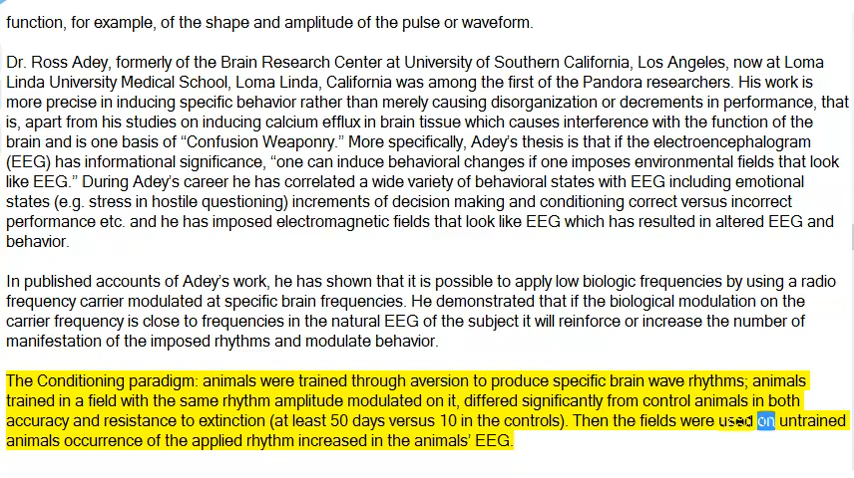 function, for example, of the shape and amplitude of the pulse or waveform.
Dr. Ross Adey, formerly of the Brain Research Center at University of Southern California, Los Angeles, now at Loma
Linda University Medical School, Loma Linda, California was among the first of the Pandora researchers. His work is
more precise in inducing specific behavior rather than merely causing disorganization or decrements in performance, that
is, apart from his studies on inducing calcium efflux in brain tissue which causes interference with the function of the
brain and is one basis of “Confusion Weaponry.” More specifically, Adey’s thesis is that if the electroencephalogram
(EEG) has informational significance, “one can induce behavioral changes if one imposes environmental fields that look
like EEG.” During Adey’s career he has correlated a wide variety of behavioral states with EEG including emotional
states (e.g. stress in hostile questioning) increments of decision making and conditioning correct versus incorrect
performance etc. and he has imposed electromagnetic fields that look like EEG which has resulted in altered EEG and
behavior.
In published accounts of Adey’s work, he has shown that it is possible to apply low biologic frequencies by using a radio
frequency carrier modulated at specific brain frequencies. He demonstrated that if the biological modulation on the
carrier frequency is close to frequencies in the natural EEG of the subject it will reinforce or increase the number of
manifestation of the imposed rhythms and modulate behavior.
The Conditioning paradigm: animals were trained through aversion to produce specific brain wave rhythms; animals
trained in a field with the same rhythm amplitude modulated on it, differed significantly from control animals in both
accuracy and resistance to extinction (at least 50 days versus 10 in the controls). Then the fields were used on untrained
animals occurrence of the applied rhythm increased in the animals’ EEG.